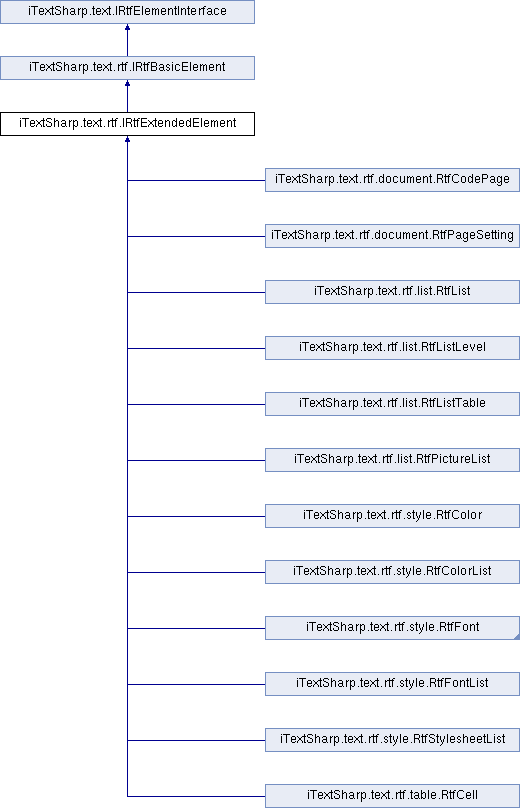 iTextSharp.text.IRtfElementInterface
iTextSharp.text.rtf.IRtfBasicElement
iTextSharp.text.rtf.IRtfExtendedElement
iTextSharp.text.rtf.document.RtfCodePage
iTextSharp.text.rtf.document.RtfPageSetting
iTextSharp.text.rtf.list.RtfList
iTextSharp.text.rtf.list.RtfListLevel
iTextSharp.text.rtf.list.RtfListTable
iTextSharp.text.rtf.list.RtfPictureList
iTextSharp.text.rtf.style.RtfColor
iTextSharp.text.rtf.style.RtfColorList
iTextSharp.text.rtf.style.RtfFont
iTextSharp.text.rtf.style.RtfFontList
iTextSharp.text.rtf.style.RtfStylesheetList
iTextSharp.text.rtf.table.RtfCell